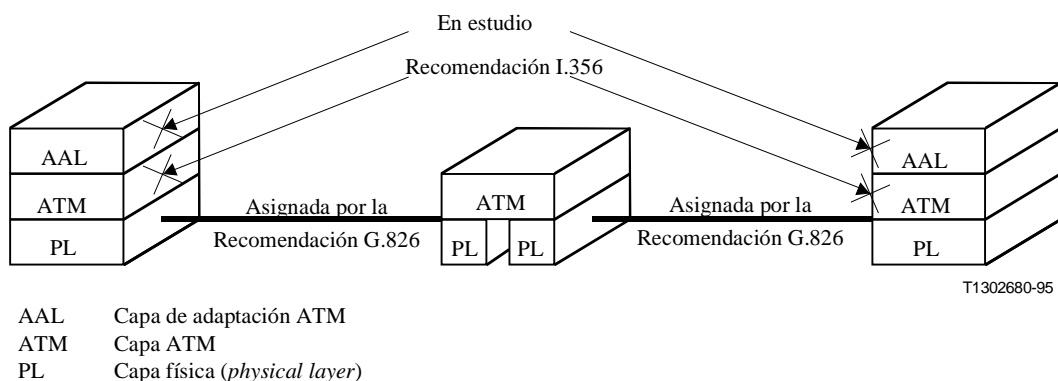 En estudio
Recomendación I.356
AAL
ATM
PL
Asignada por la
Recomendación G.826
ATM
PL
PL
Asignada por la
Recomendación G.826
AAL
ATM
PL
T1302680-95
AAL Capa de adaptación ATM
ATM Capa ATM
PL Capa física (physical layer)